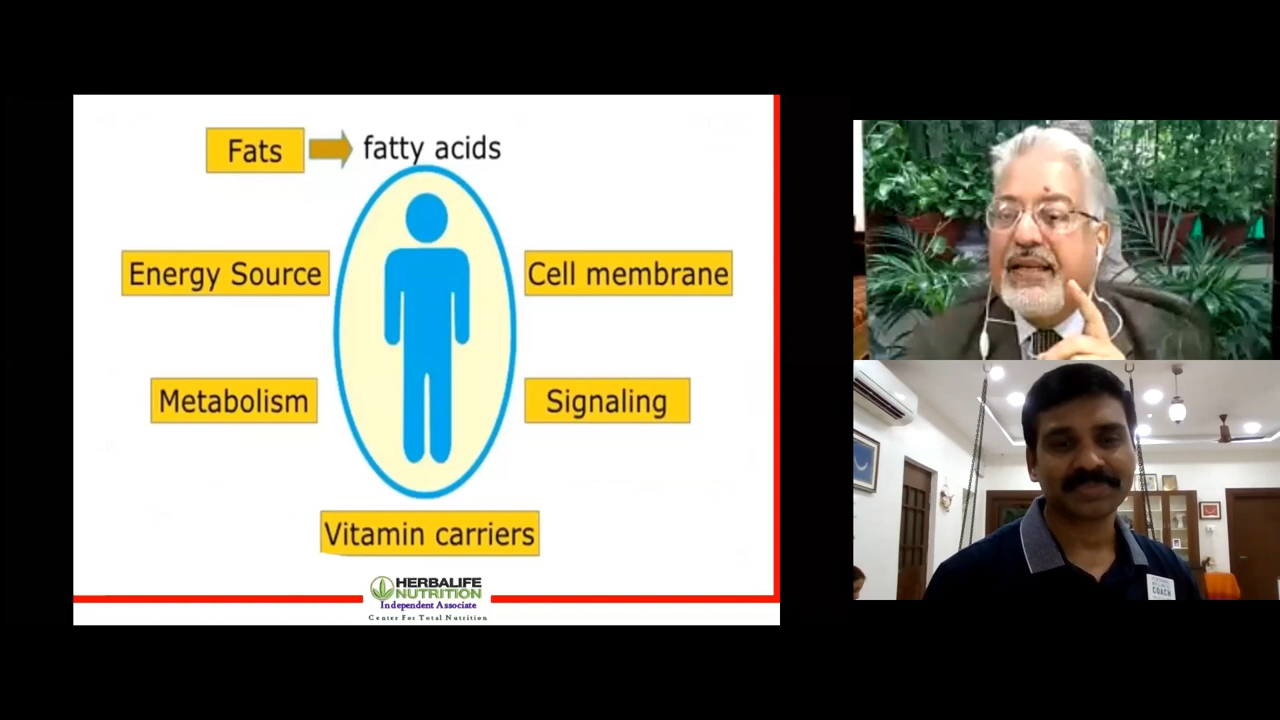 Fats
fatty acids
Energy Source
Cell membrane
Metabolism
Signaling
Vitamin carriers
HERBALIFE
NUTRITION
Independent Associate
Center For Total Nutrition
COACH